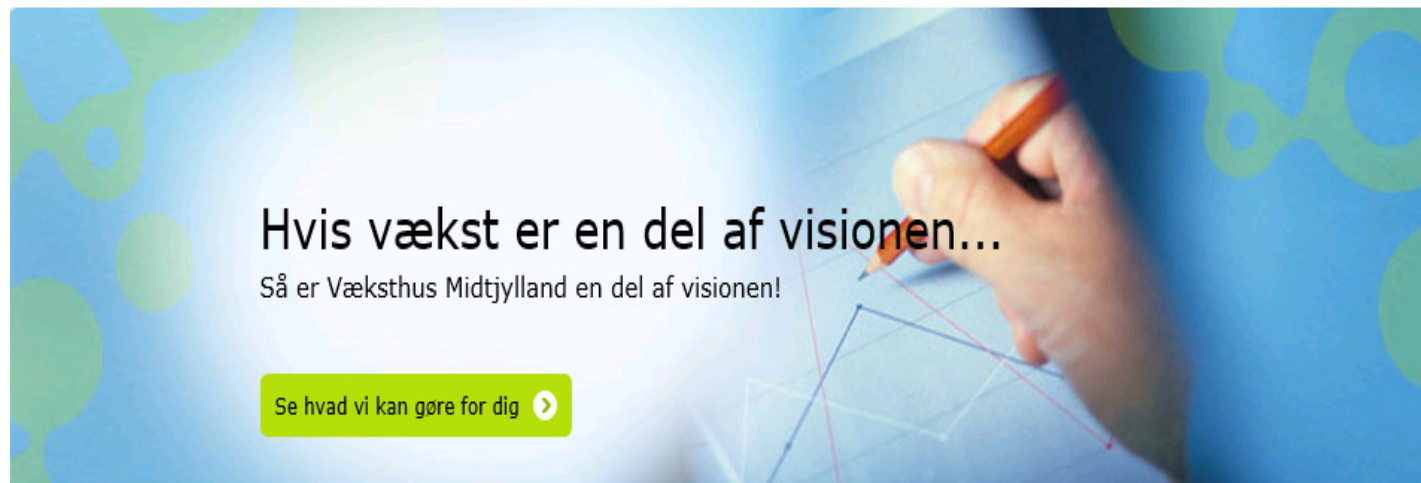 Hvis vækst er en del af visionen...
Så er Væksthus Midtjylland en del af visionen!
Se hvad vi kan gøre for dig